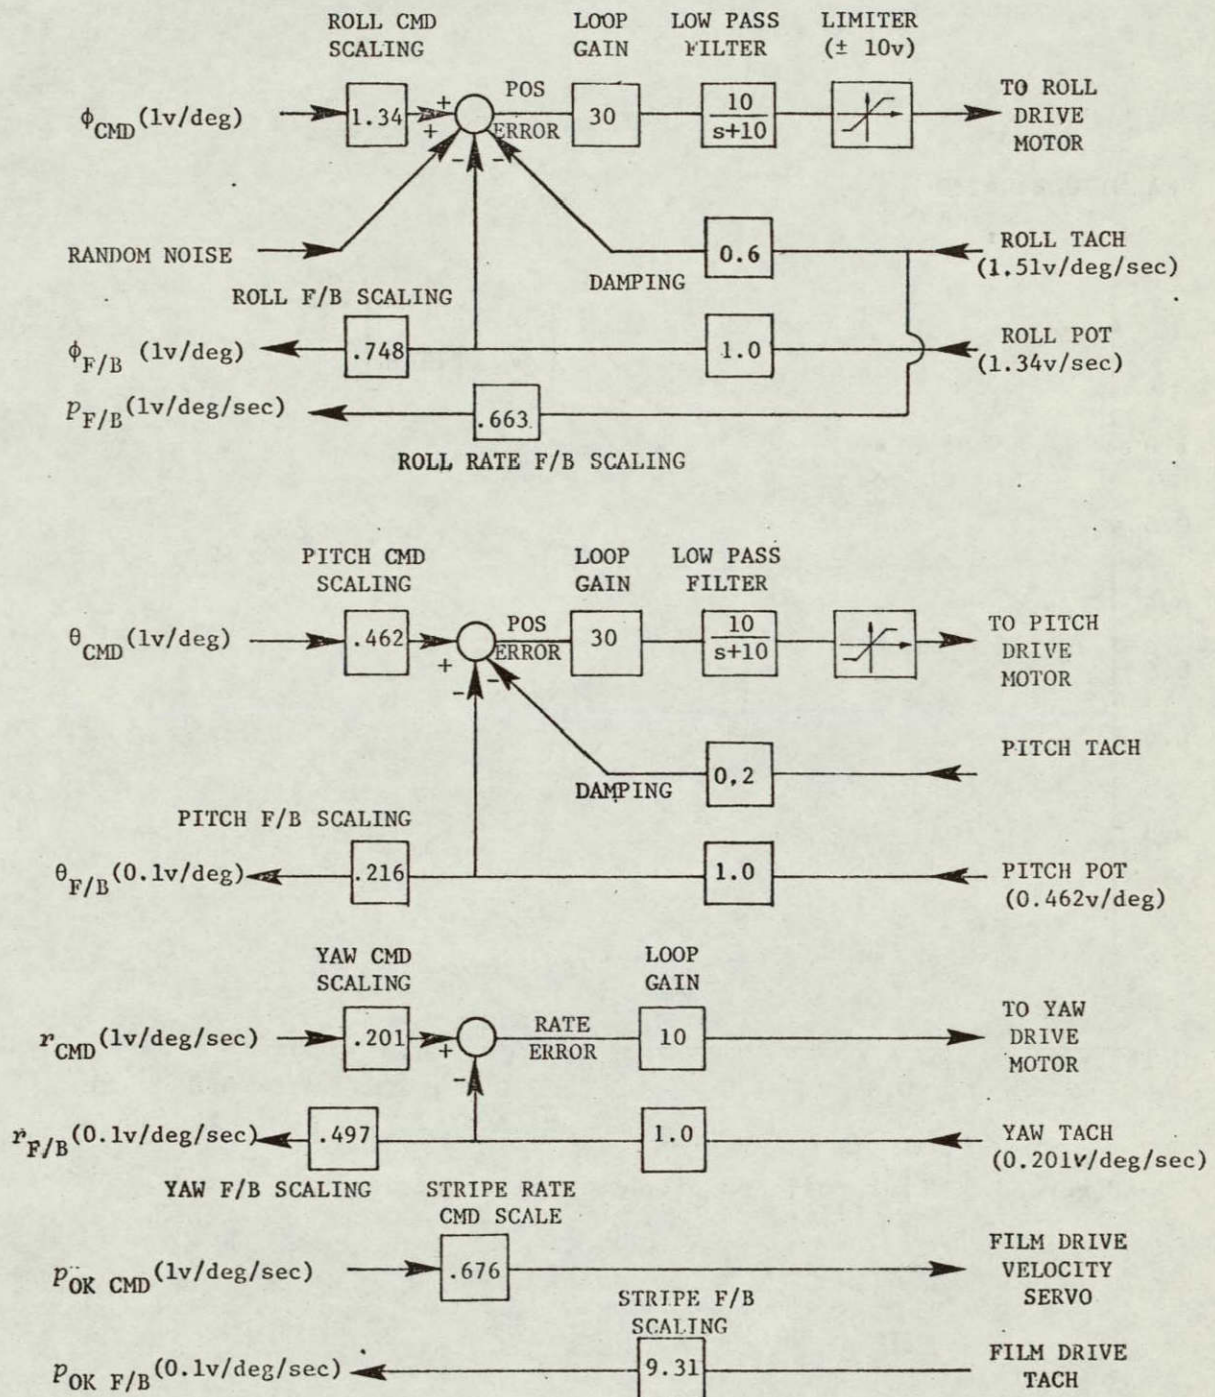 ROLL CMD
SCALING
LOOP
GAIN
LOW PASS
FILTER
LIMITER
(± 10v)
ϕCMD(1v/deg)
1.34
+
+
-
-
POS
ERROR
30
10
s+10
TO ROLL
DRIVE
MOTOR
RANDOM NOISE
DAMPING
0.6
ROLL TACH
(1.51v/deg/sec)
ROLL F/B SCALING
ϕF/B (1v/deg)
.748
1.0
ROLL POT
(1.34v/sec)
pF/B(1v/deg/sec)
.663
ROLL RATE F/B SCALING
PITCH CMD
SCALING
LOOP
GAIN
LOW PASS
FILTER
θCMD(1v/deg)
.462
+
-
-
POS
ERROR
30
10
s+10
TO PITCH
DRIVE
MOTOR
DAMPING
0.2
PITCH TACH
PITCH F/B SCALING
θF/B(0.1v/deg)
.216
1.0
PITCH POT
(0.462v/deg)
YAW CMD
SCALING
LOOP
GAIN
rCMD(1v/deg/sec)
.201
+
-
RATE
ERROR
10
TO YAW
DRIVE
MOTOR
rF/B(0.1v/deg/sec)
.497
1.0
YAW TACH
(0.201v/deg/sec)
YAW F/B SCALING
STRIPE RATE
CMD SCALE
pOK CMD(1v/deg/sec)
.676
FILM DRIVE
VELOCITY
SERVO
STRIPE F/B
SCALING
pOK F/B(0.1v/deg/sec)
9.31
FILM DRIVE
TACH